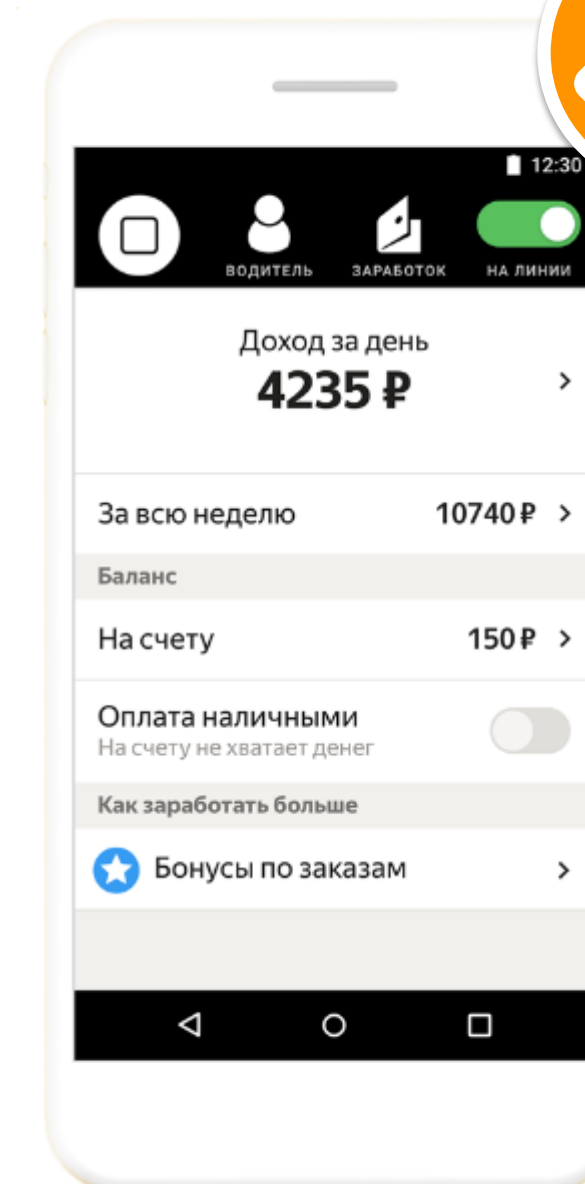 12:30
ВОДИТЕЛЬ ЗАРАБОТОК НА ЛИНИИ
Доход за день
4235 ₽
За всю неделю 10740 ₽
Баланс
На счету 150 ₽
Оплата наличными
На счету не хватает денег
Как заработать больше
Бонусы по заказам